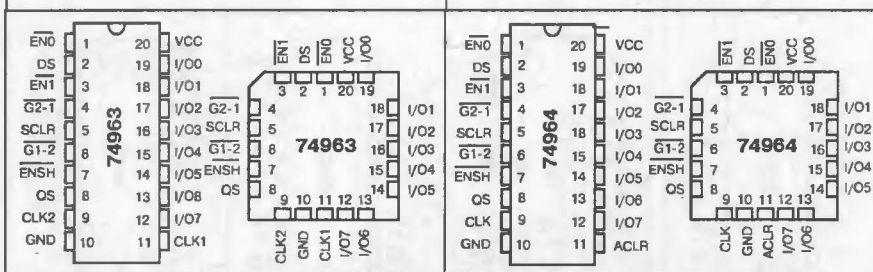 EN0 1 20 VCC
DS 2 19 I/O0
EN1 3 18 I/O1
G2-1 4 17 I/O2
SCLR 5 16 I/O3
G1-2 6 15 I/O4
ENSH 7 14 I/O5
QS 8 13 I/O6
CLK2 9 12 I/O7
GND 10 11 CLK1
74963
EN1 DS EN0 VCC I/O0
3 2 1 20 19
G2-1 4 18 I/O1
SCLR 5 17 I/O2
G1-2 6 16 I/O3
ENSH 7 15 I/O4
QS 8 14 I/O5
74963
9 10 11 12 13
CLK2 GND CLK1 I/O7 I/O6
EN0 1 20 VCC
DS 2 19 I/O0
EN1 3 18 I/O1
G2-1 4 17 I/O2
SCLR 5 16 I/O3
G1-2 6 15 I/O4
ENSH 7 14 I/O5
QS 8 13 I/O6
CLK 9 12 I/O7
GND 10 11 ACLR
74964
EN1 DS EN0 VCC I/O0
3 2 1 20 19
G2-1 4 18 I/O1
SCLR 5 17 I/O2
G1-2 6 16 I/O3
ENSH 7 15 I/O4
QS 8 14 I/O5
74964
9 10 11 12 13
CLK GND ACLR I/O7 I/O6